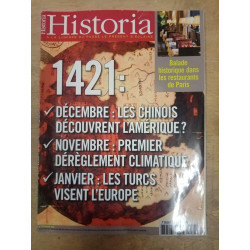 Historia
Balade
historique dans
les restaurants
de Paris
1421:
✓ DÉCEMBRE : LES CHINOIS
DÉCOUVRENT L'AMÉRIQUE ?
✓ NOVEMBRE : PREMIER
DÉRÈGLEMENT CLIMATIQUE
✓ JANVIER : LES TURCS
VISENT L'EUROPE